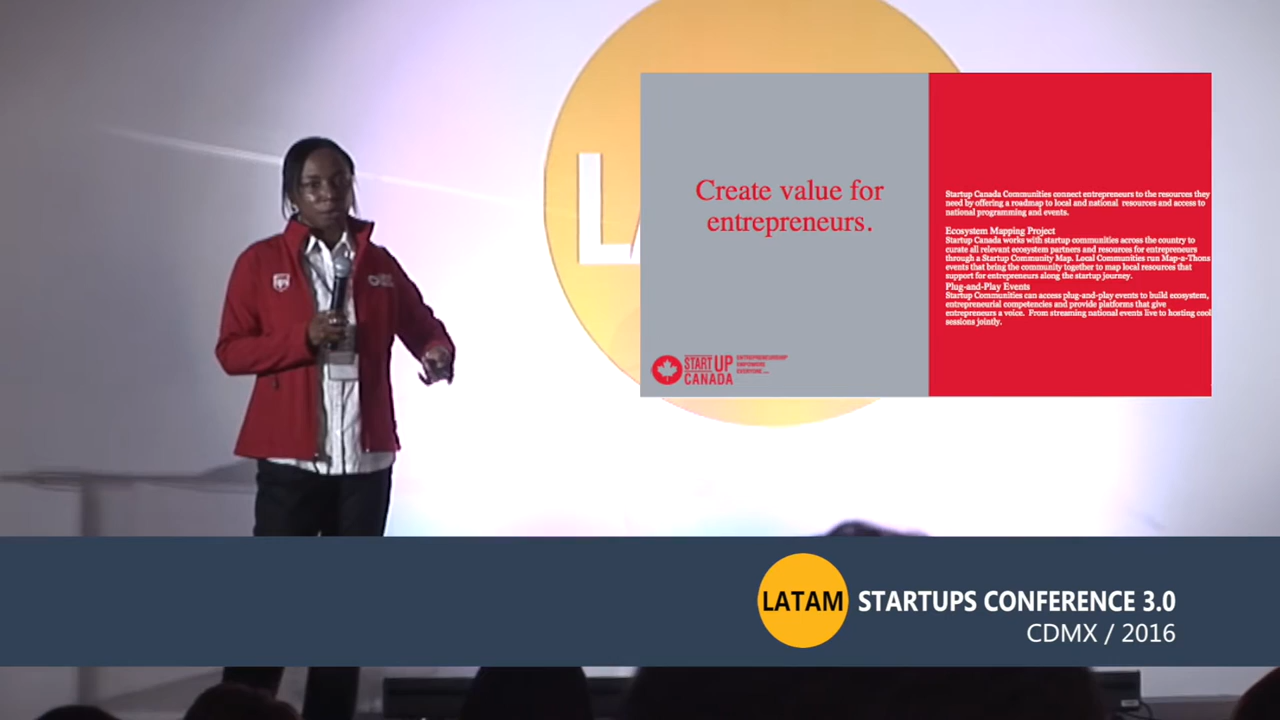 L
Create value for
entrepreneurs.
START UP
CANADA
ENTREPRENEURSHIP
EMPOWERS
EVERYONE
Startup Canada Communities connect entrepreneurs to the resources they
need by offering a roadmap to local and national resources and access to
national programming and events.
Ecosystem Mapping Project
Startup Canada works with startup communities across the country to
curate all relevant ecosystem partners and resources for entrepreneurs
through a Startup Community Map. Local Communities run Map-a-Thons
events that bring the community together to map local resources that
support for entrepreneurs along the startup journey.
Plug-and-Play Events
Startup Communities can access plug-and-play events to build ecosystem,
entrepreneurial competencies and provide platforms that give
entrepreneurs a voice. From streaming national events live to hosting cool
sessions jointly.
LATAM STARTUPS CONFERENCE 3.0
CDMX / 2016